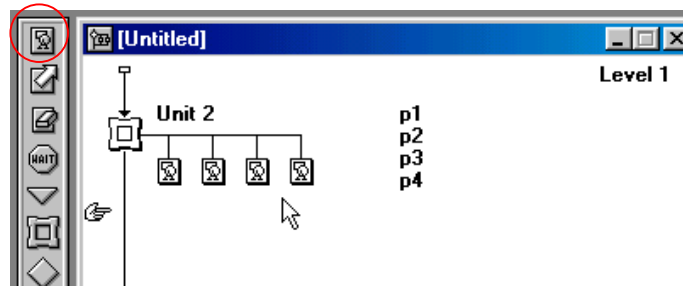 [Untitled]
Level 1
Unit 2
p1
p2
p3
p4
WAIT